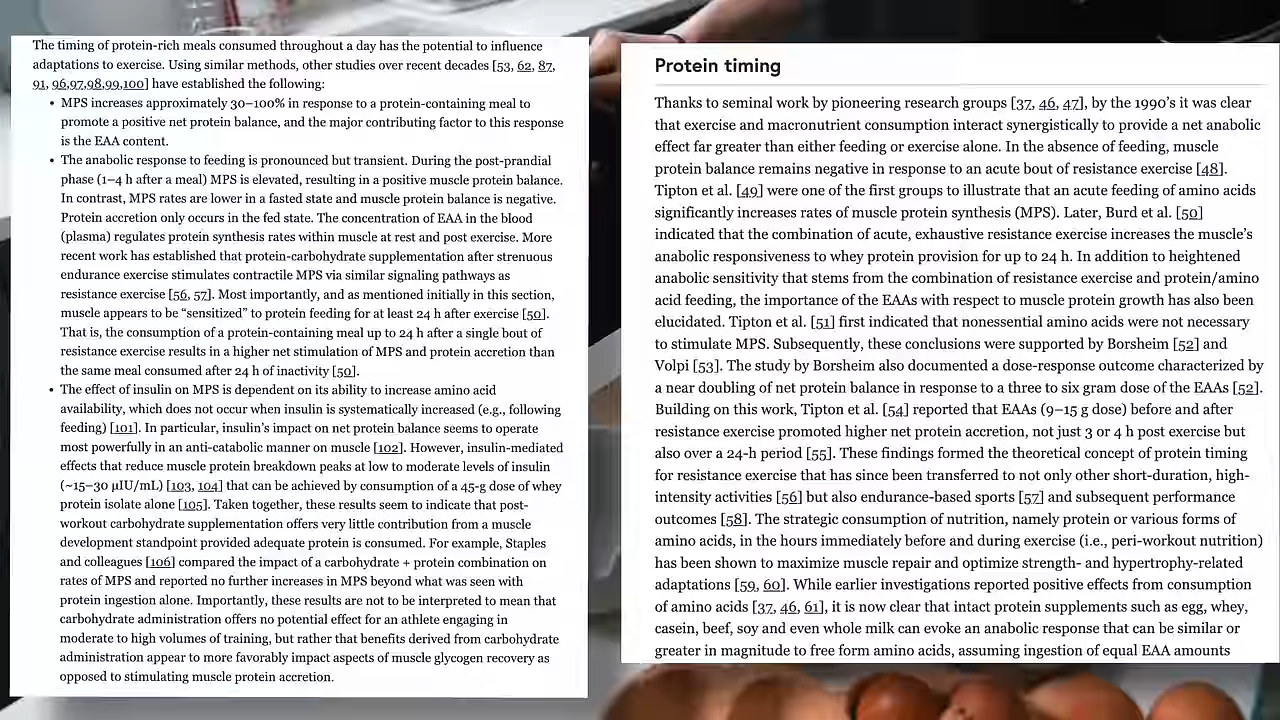 The timing of protein-rich meals consumed throughout a day has the potential to influence
adaptations to exercise. Using similar methods, other studies over recent decades [53, 62, 87,
91, 96,97,98,99,100] have established the following:
• MPS increases approximately 30–100% in response to a protein-containing meal to
promote a positive net protein balance, and the major contributing factor to this response
is the EAA content.
• The anabolic response to feeding is pronounced but transient. During the post-prandial
phase (1–4 h after a meal) MPS is elevated, resulting in a positive muscle protein balance.
In contrast, MPS rates are lower in a fasted state and muscle protein balance is negative.
Protein accretion only occurs in the fed state. The concentration of EAA in the blood
(plasma) regulates protein synthesis rates within muscle at rest and post exercise. More
recent work has established that protein-carbohydrate supplementation after strenuous
endurance exercise stimulates contractile MPS via similar signaling pathways as
resistance exercise [56, 57]. Most importantly, and as mentioned initially in this section,
muscle appears to be “sensitized” to protein feeding for at least 24 h after exercise [50].
That is, the consumption of a protein-containing meal up to 24 h after a single bout of
resistance exercise results in a higher net stimulation of MPS and protein accretion than
the same meal consumed after 24 h of inactivity [50].
• The effect of insulin on MPS is dependent on its ability to increase amino acid
availability, which does not occur when insulin is systematically increased (e.g., following
feeding) [101]. In particular, insulin’s impact on net protein balance seems to operate
most powerfully in an anti-catabolic manner on muscle [102]. However, insulin-mediated
effects that reduce muscle protein breakdown peaks at low to moderate levels of insulin
(~15–30 μIU/mL) [103, 104] that can be achieved by consumption of a 45-g dose of whey
protein isolate alone [105]. Taken together, these results seem to indicate that post-
workout carbohydrate supplementation offers very little contribution from a muscle
development standpoint provided adequate protein is consumed. For example, Staples
and colleagues [106] compared the impact of a carbohydrate + protein combination on
rates of MPS and reported no further increases in MPS beyond what was seen with
protein ingestion alone. Importantly, these results are not to be interpreted to mean that
carbohydrate administration offers no potential effect for an athlete engaging in
moderate to high volumes of training, but rather that benefits derived from carbohydrate
administration appear to more favorably impact aspects of muscle glycogen recovery as
opposed to stimulating muscle protein accretion.
Protein timing
Thanks to seminal work by pioneering research groups [37, 46, 47], by the 1990’s it was clear
that exercise and macronutrient consumption interact synergistically to provide a net anabolic
effect far greater than either feeding or exercise alone. In the absence of feeding, muscle
protein balance remains negative in response to an acute bout of resistance exercise [48].
Tipton et al. [49] were one of the first groups to illustrate that an acute feeding of amino acids
significantly increases rates of muscle protein synthesis (MPS). Later, Burd et al. [50]
indicated that the combination of acute, exhaustive resistance exercise increases the muscle’s
anabolic responsiveness to whey protein provision for up to 24 h. In addition to heightened
anabolic sensitivity that stems from the combination of resistance exercise and protein/amino
acid feeding, the importance of the EAAs with respect to muscle protein growth has also been
elucidated. Tipton et al. [51] first indicated that nonessential amino acids were not necessary
to stimulate MPS. Subsequently, these conclusions were supported by Borsheim [52] and
Volpi [53]. The study by Borsheim also documented a dose-response outcome characterized by
a near doubling of net protein balance in response to a three to six gram dose of the EAAs [52].
Building on this work, Tipton et al. [54] reported that EAAs (9–15 g dose) before and after
resistance exercise promoted higher net protein accretion, not just 3 or 4 h post exercise but
also over a 24-h period [55]. These findings formed the theoretical concept of protein timing
for resistance exercise that has since been transferred to not only other short-duration, high-
intensity activities [56] but also endurance-based sports [57] and subsequent performance
outcomes [58]. The strategic consumption of nutrition, namely protein or various forms of
amino acids, in the hours immediately before and during exercise (i.e., peri-workout nutrition)
has been shown to maximize muscle repair and optimize strength- and hypertrophy-related
adaptations [59, 60]. While earlier investigations reported positive effects from consumption
of amino acids [37, 46, 61], it is now clear that intact protein supplements such as egg, whey,
casein, beef, soy and even whole milk can evoke an anabolic response that can be similar or
greater in magnitude to free form amino acids, assuming ingestion of equal EAA amounts